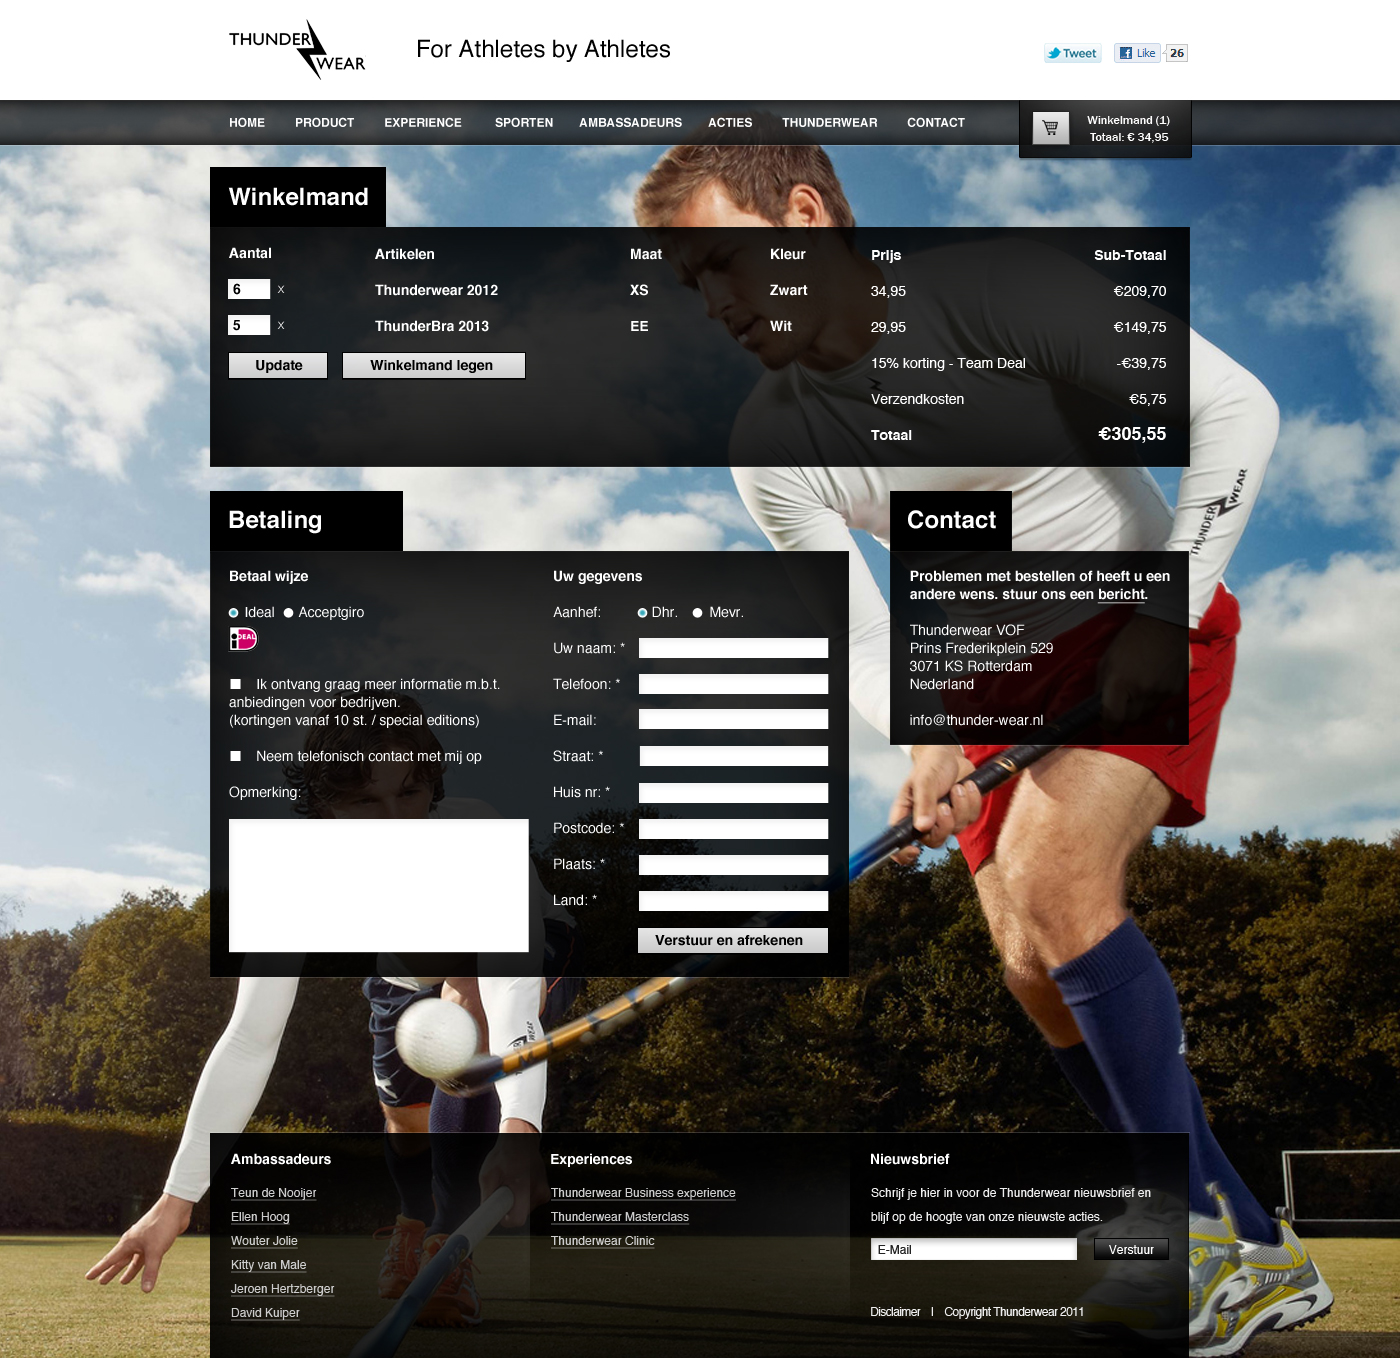 THUNDER WEAR
For Athletes by Athletes
Tweet
Like 26
HOME PRODUCT EXPERIENCE SPORTEN AMBASSADEURS ACTIES THUNDERWEAR CONTACT
Winkelmand (1)
Totaal: € 34,95
Winkelmand
Aantal Artikelen Maat Kleur Prijs Sub-Totaal
6 x Thunderwear 2012 XS Zwart 34,95 €209,70
5 x ThunderBra 2013 EE Wit 29,95 €149,75
Update Winkelmand legen 15% korting - Team Deal -€39,75
Verzendkosten €5,75
Totaal €305,55
THUNDER WEAR
Betaling
Betaal wijze
Ideal Acceptgiro
iDEAL
Ik ontvang graag meer informatie m.b.t.
anbiedingen voor bedrijven.
(kortingen vanaf 10 st. / special editions)
Neem telefonisch contact met mij op
Opmerking:
Uw gegevens
Aanhef: Dhr. Mevr.
Uw naam: *
Telefoon: *
E-mail:
Straat: *
Huis nr: *
Postcode: *
Plaats: *
Land: *
Verstuur en afrekenen
Contact
Problemen met bestellen of heeft u een
andere wens. stuur ons een bericht.
Thunderwear VOF
Prins Frederikplein 529
3071 KS Rotterdam
Nederland
info@thunder-wear.nl
Ambassadeurs
Teun de Nooijer
Ellen Hoog
Wouter Jolie
Kitty van Male
Jeroen Hertzberger
David Kuiper
Experiences
Thunderwear Business experience
Thunderwear Masterclass
Thunderwear Clinic
Nieuwsbrief
Schrijf je hier in voor de Thunderwear nieuwsbrief en
blijf op de hoogte van onze nieuwste acties.
E-Mail Verstuur
Disclaimer | Copyright Thunderwear 2011